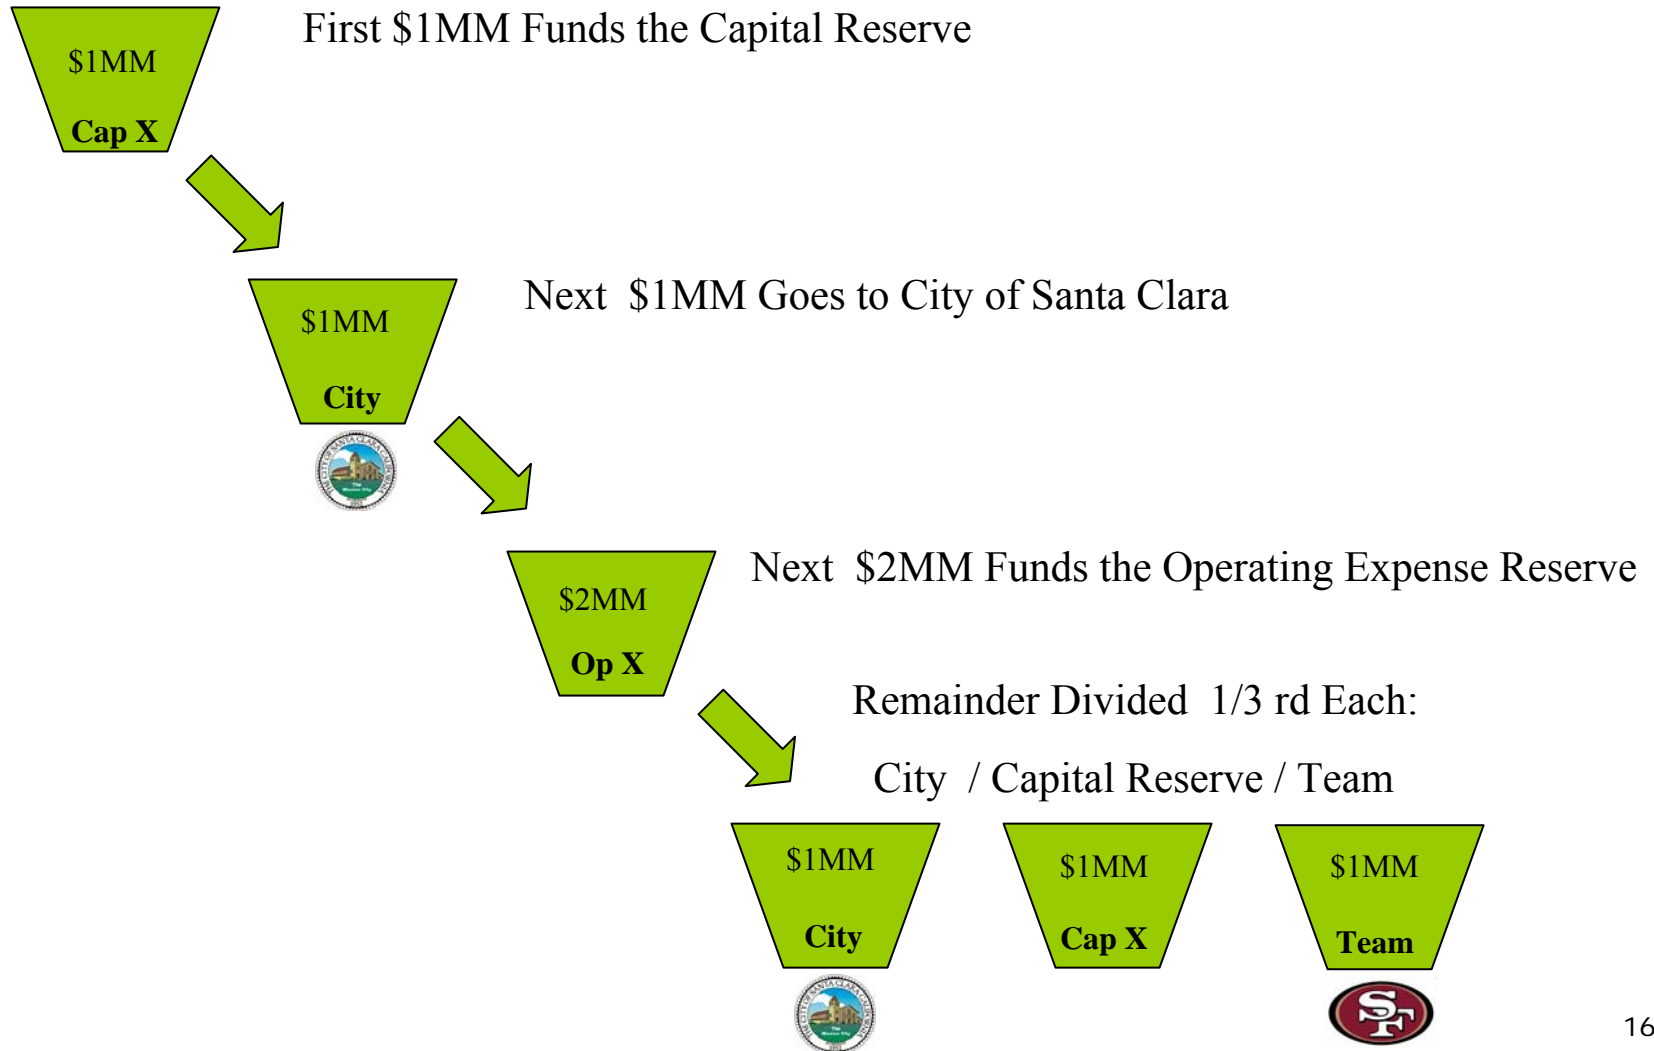 First $1MM Funds the Capital Reserve
$1MM
Cap X
Next $1MM Goes to City of Santa Clara
$1MM
City
Next $2MM Funds the Operating Expense Reserve
$2MM
Op X
Remainder Divided 1/3 rd Each:
City / Capital Reserve / Team
$1MM
City
$1MM
Cap X
$1MM
Team
SF
16